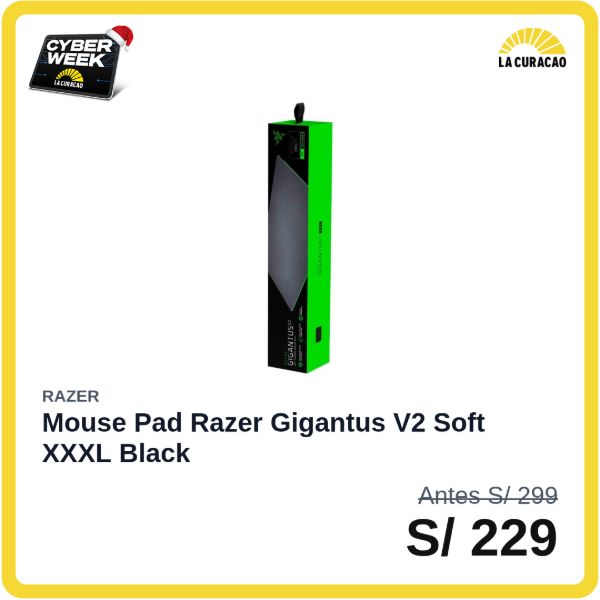 CYBER
WEEK
LA CURACAO
LA CURACAO
GIGANTUS V2
GIGANTUS
RAZER
Mouse Pad Razer Gigantus V2 Soft
XXXL Black
Antes S/ 299
S/ 229